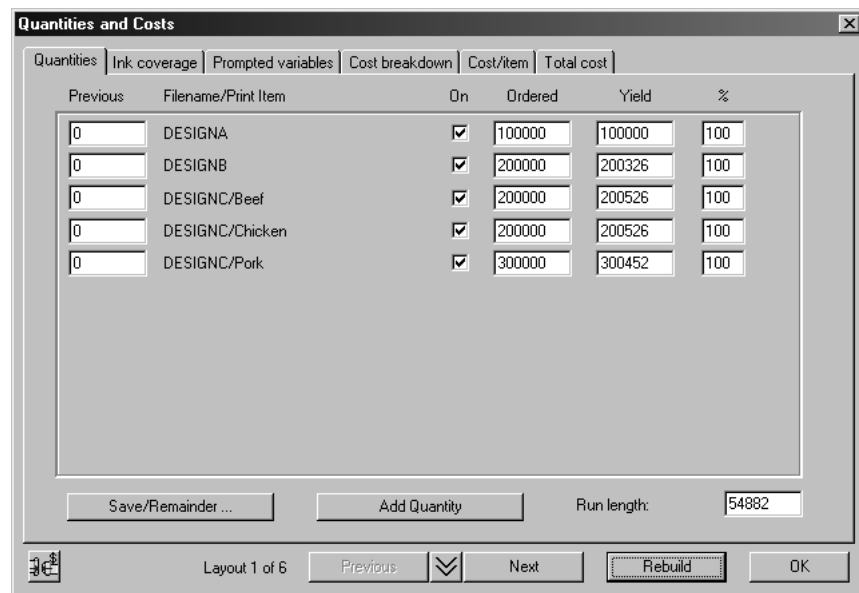 Quantities and Costs
Quantities Ink coverage Prompted variables Cost breakdown Cost/item Total cost
Previous Filename/Print Item On Ordered Yield %
0 DESIGNA 100000 100000 100
0 DESIGNB 200000 200326 100
0 DESIGNC/Beef 200000 200526 100
0 DESIGNC/Chicken 200000 200526 100
0 DESIGNC/Pork 300000 300452 100
Save/Remainder ... Add Quantity Run length: 54882
Layout 1 of 6 Previous Next Rebuild OK